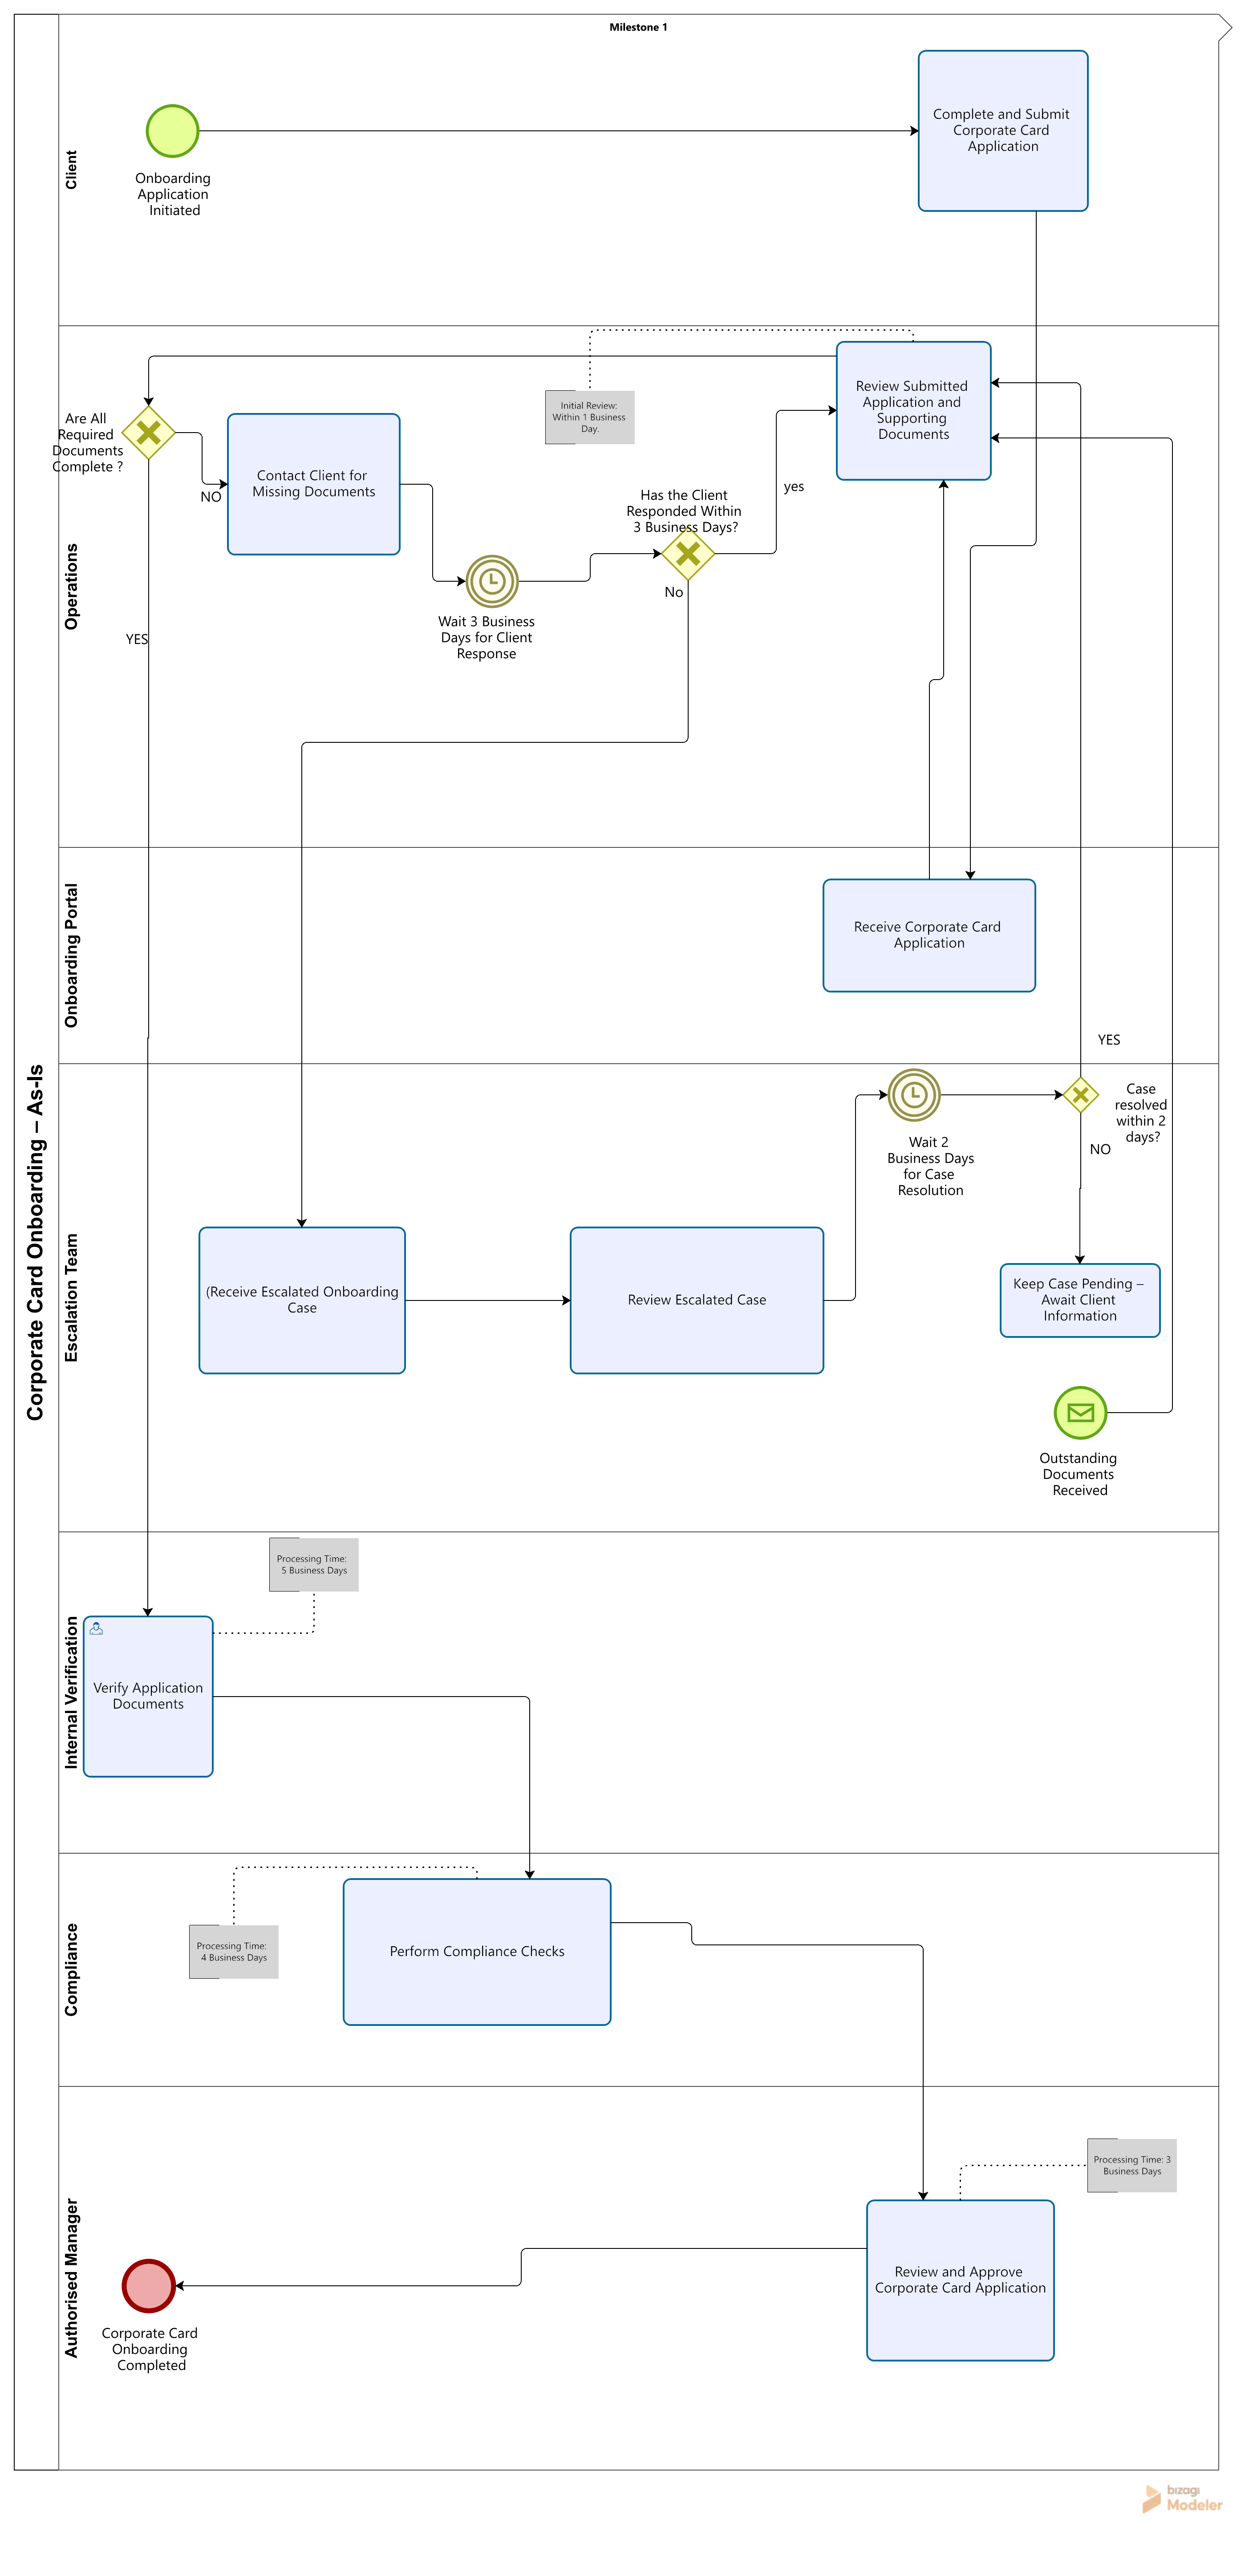 Milestone 1
Corporate Card Onboarding – As-Is
Client
Onboarding
Application
Initiated
Complete and Submit
Corporate Card
Application
Operations
Are All
Required
Documents
Complete ?
NO
YES
Contact Client for
Missing Documents
Wait 3 Business
Days for Client
Response
Initial Review:
Within 1 Business
Day.
Has the Client
Responded Within
3 Business Days?
yes
No
Review Submitted
Application and
Supporting
Documents
Onboarding Portal
Receive Corporate Card
Application
YES
Escalation Team
(Receive Escalated Onboarding
Case
Review Escalated Case
Wait 2
Business Days
for Case
Resolution
Case
resolved
within 2
days?
NO
Keep Case Pending –
Await Client
Information
Outstanding
Documents
Received
Internal Verification
Processing Time:
5 Business Days
Verify Application
Documents
Compliance
Processing Time:
4 Business Days
Perform Compliance Checks
Authorised Manager
Processing Time: 3
Business Days
Review and Approve
Corporate Card Application
Corporate Card
Onboarding
Completed
bizagi
Modeler